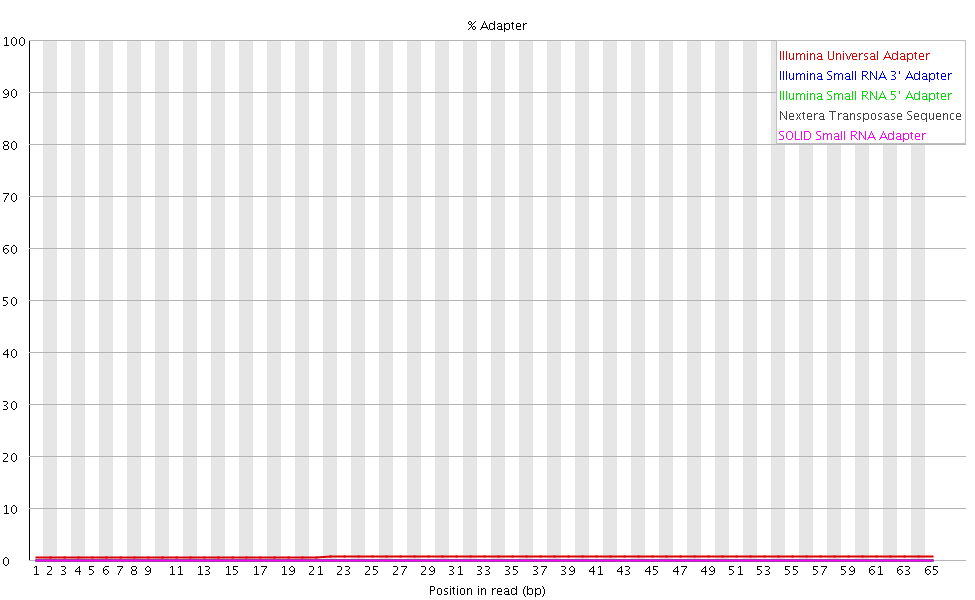 % Adapter
100
90
80
70
60
50
40
30
20
10
0
Illumina Universal Adapter
Illumina Small RNA 3' Adapter
Illumina Small RNA 5' Adapter
Nextera Transposase Sequence
SOLID Small RNA Adapter
1 2 3 4 5 6 7 8 9 11 13 15 17 19 21 23 25 27 29 31 33 35 37 39 41 43 45 47 49 51 53 55 57 59 61 63 65
Position in read (bp)